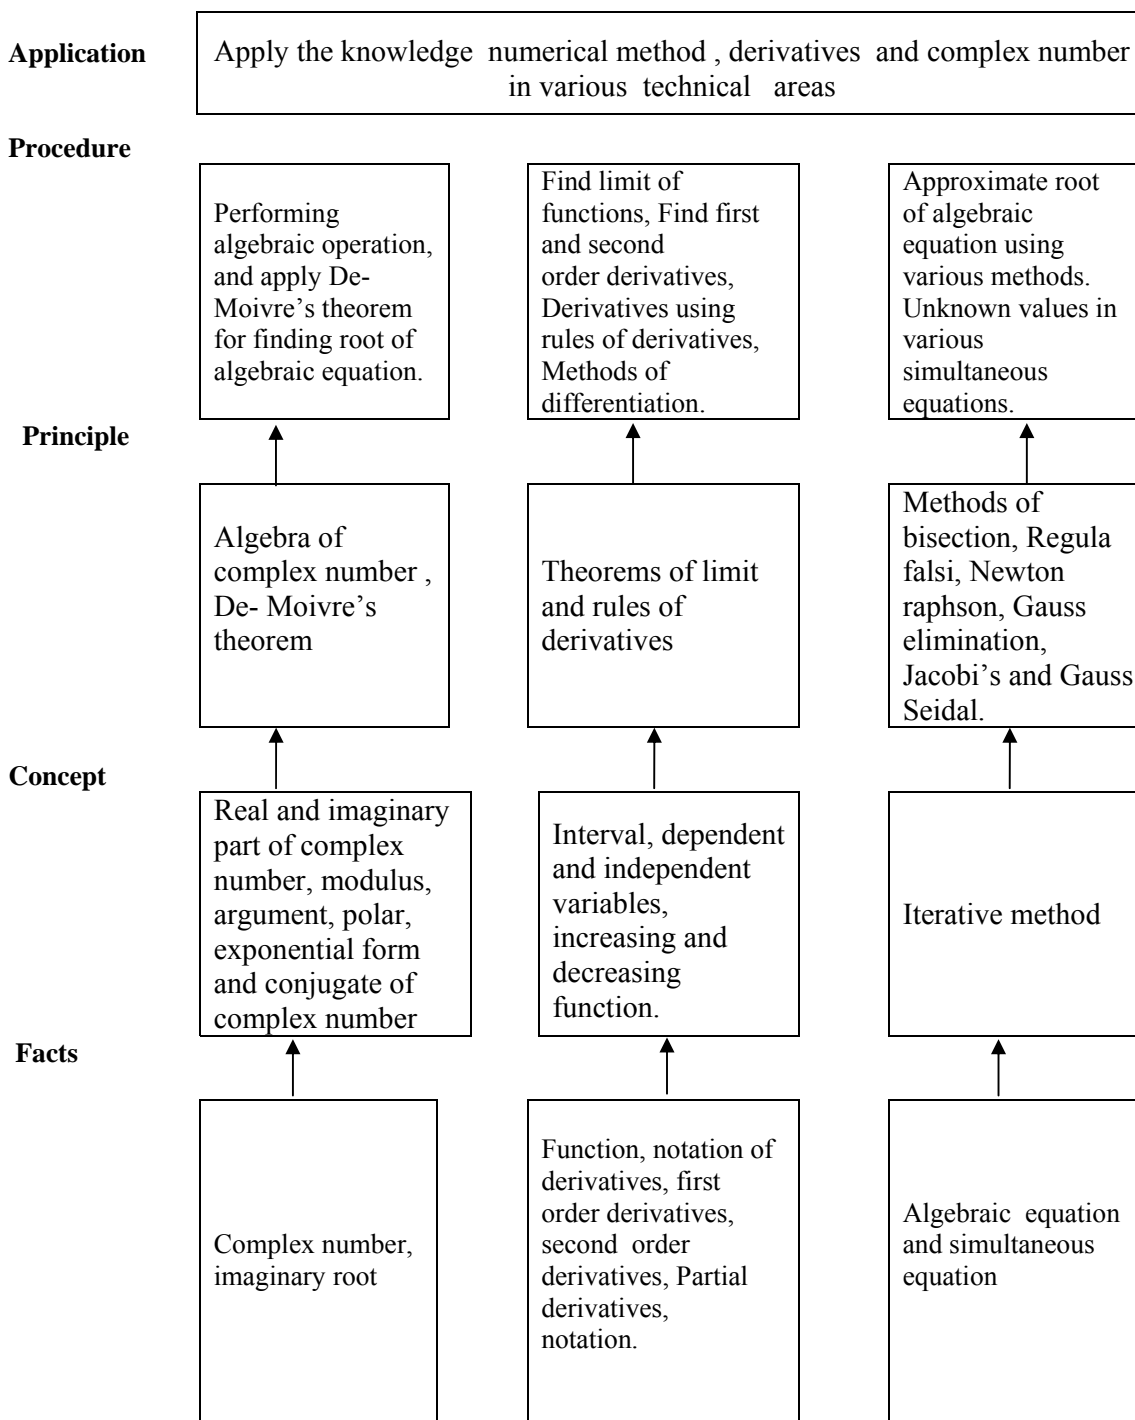 Application
Apply the knowledge numerical method , derivatives and complex number
in various technical areas
Procedure
Performing
algebraic operation,
and apply De-
Moivre's theorem
for finding root of
algebraic equation.
Find limit of
functions, Find first
and second
order derivatives,
Derivatives using
rules of derivatives,
Methods of
differentiation.
Approximate root
of algebraic
equation using
various methods.
Unknown values in
various
simultaneous
equations.
Principle
Algebra of
complex number ,
De- Moivre's
theorem
Theorems of limit
and rules of
derivatives
Methods of
bisection, Regula
falsi, Newton
raphson, Gauss
elimination,
Jacobi's and Gauss
Seidal.
Concept
Real and imaginary
part of complex
number, modulus,
argument, polar,
exponential form
and conjugate of
complex number
Interval, dependent
and independent
variables,
increasing and
decreasing
function.
Iterative method
Facts
Complex number,
imaginary root
Function, notation of
derivatives, first
order derivatives,
second order
derivatives, Partial
derivatives,
notation.
Algebraic equation
and simultaneous
equation